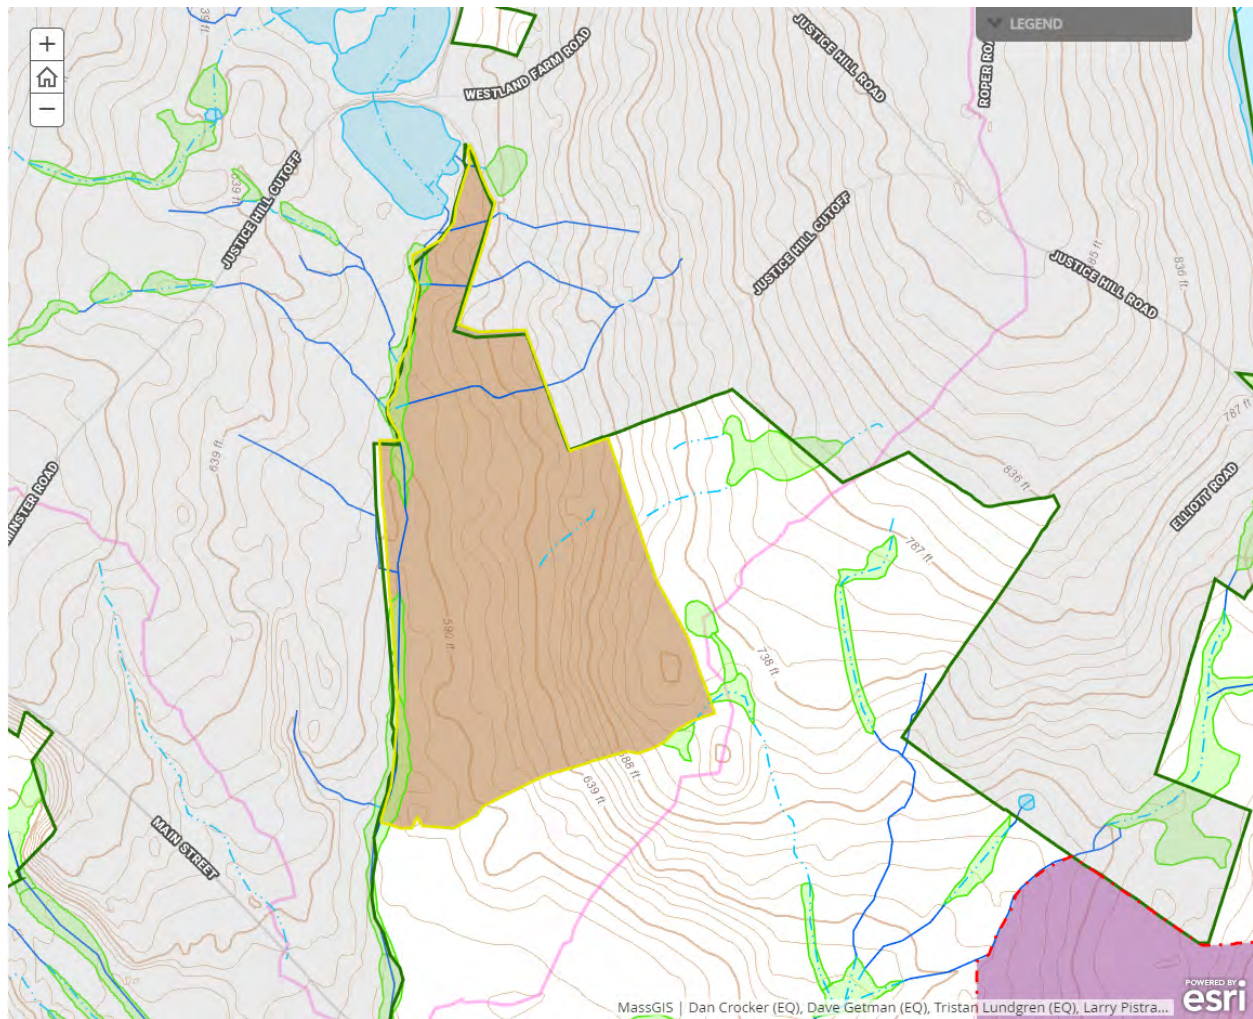 639 ft.
LEGEND
WESTLAND FARM ROAD
JUSTICE HILL ROAD
ROPER RO
JUSTICE HILL CUTOFF
639 ft.
JUSTICE HILL CUTOFF
JUSTICE HILL ROAD
836 ft.
787 ft.
639 ft.
836 ft.
ELLIOTT ROAD
MINSTER ROAD
787 ft.
590 ft.
738 ft.
639 ft.
MAIN STREET
MassGIS | Dan Crocker (EQ), Dave Getman (EQ), Tristan Lundgren (EQ), Larry Pistra...
POWERED BY
esri